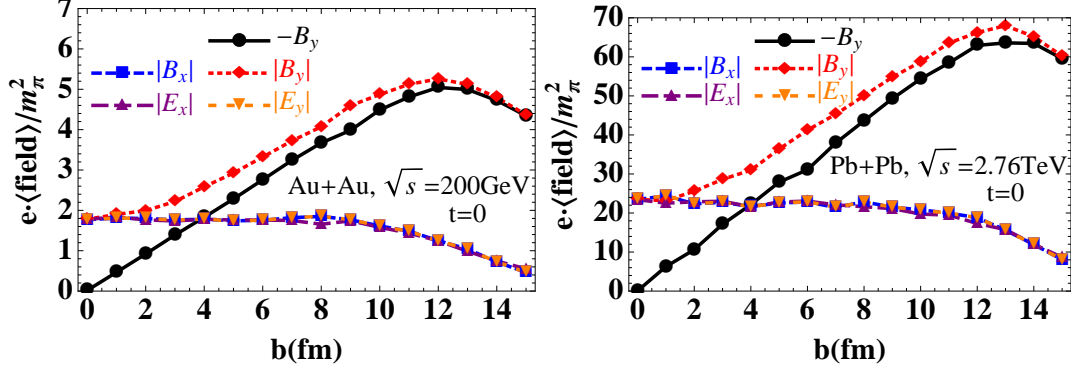 e·⟨field⟩/m_π^2
7
6
5
4
3
2
1
0
−B_y
|B_x| |B_y|
|E_x| |E_y|
Au+Au, √s =200GeV
t=0
0 2 4 6 8 10 12 14
b(fm)
e·⟨field⟩/m_π^2
70
60
50
40
30
20
10
0
−B_y
|B_x| |B_y|
|E_x| |E_y|
Pb+Pb, √s =2.76TeV
t=0
0 2 4 6 8 10 12 14
b(fm)